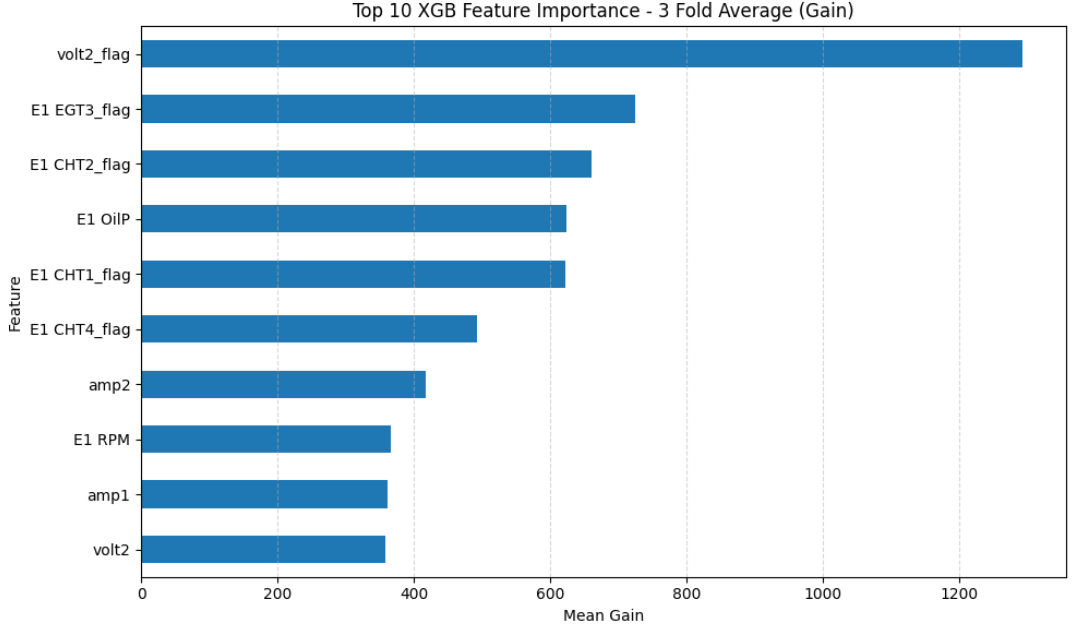 Top 10 XGB Feature Importance - 3 Fold Average (Gain)
volt2_flag
E1 EGT3_flag
E1 CHT2_flag
E1 OilP
E1 CHT1_flag
E1 CHT4_flag
amp2
E1 RPM
amp1
volt2
Feature
0 200 400 600 800 1000 1200
Mean Gain